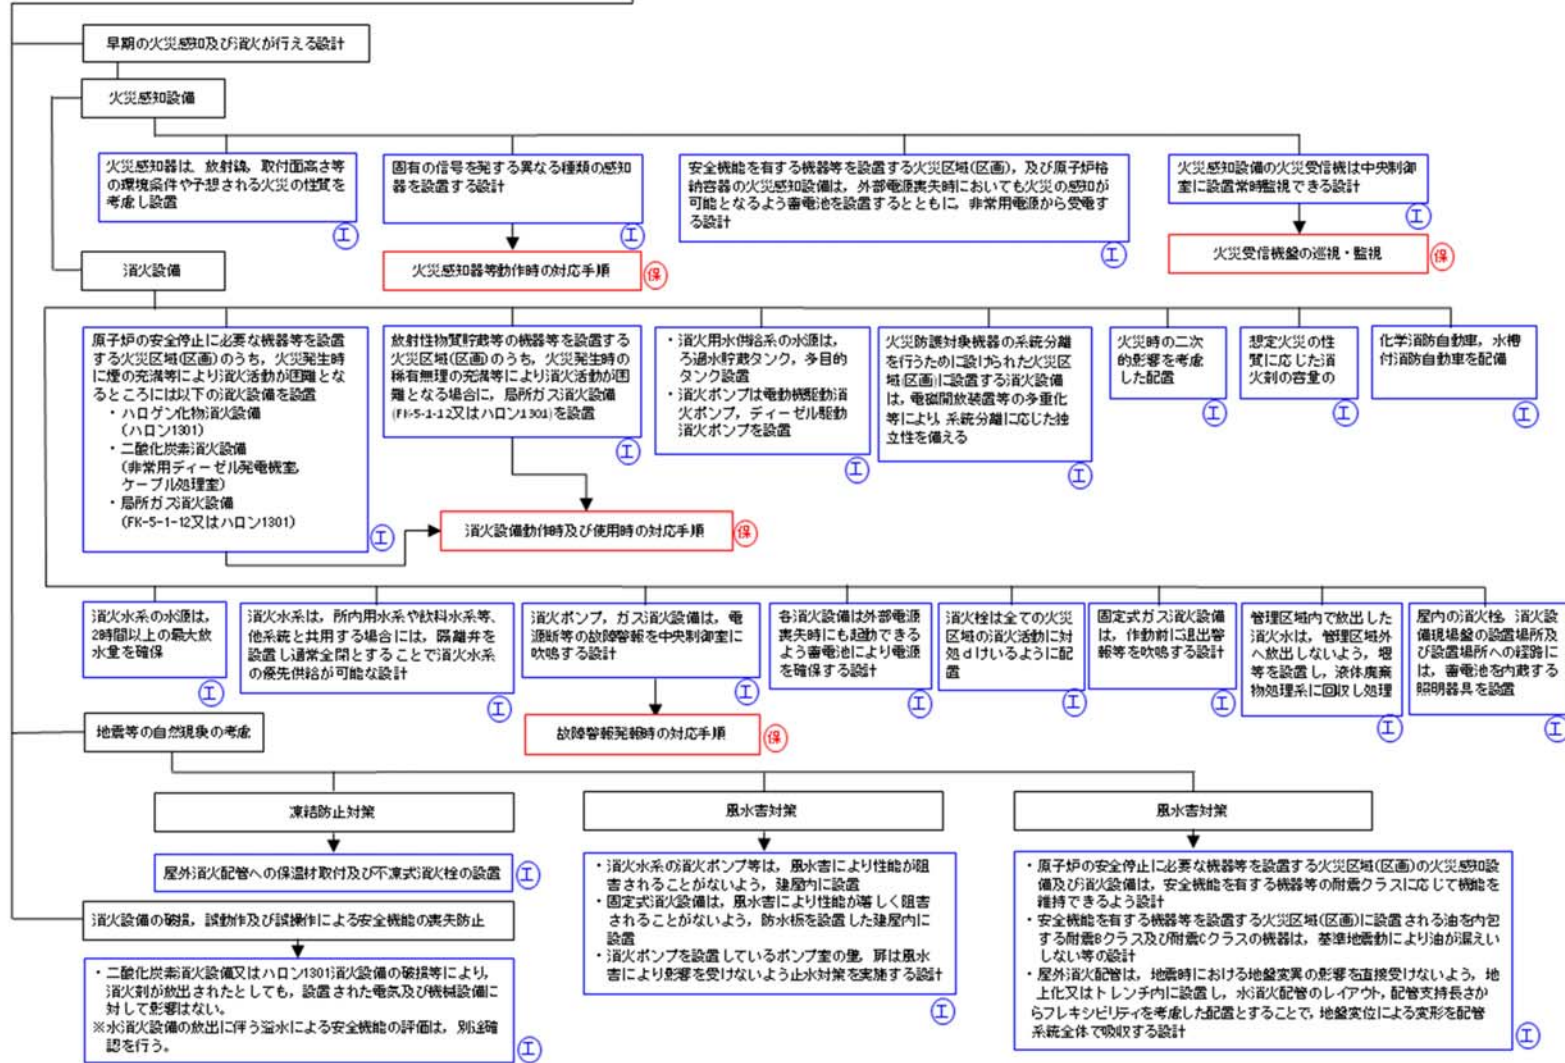 早期の火災感知及び消火が行える設計
火災感知設備
火災感知器は，放射線，取付面高さ等
の環境条件や予想される火災の性質を
考慮し設置
工
固有の信号を発する異なる種類の感知
器を設置する設計
工
安全機能を有する機器等を設置する火災区域(区画)，及び原子炉格
納容器の火災感知設備は，外部電源喪失時においても火災の感知が
可能となるよう蓄電池を設置するとともに，非常用電源から受電す
る設計
工
火災感知設備の火災受信機は中央制御
室に設置常時監視できる設計
工
火災感知器等動作時の対応手順
保
火災受信機盤の巡視・監視
保
消火設備
原子炉の安全停止に必要な機器等を設置
する火災区域(区画)のうち，火災発生時
に煙の充満等により消火活動が困難とな
るところには以下の消火設備を設置
・ハロゲン化物消火設備
(ハロン1301)
・二酸化炭素消火設備
(非常用ディーゼル発電機室，
ケーブル処理室)
・局所ガス消火設備
(FK-5-1-12又はハロン1301)
工
放射性物質貯蔵等の機器等を設置する
火災区域(区画)のうち，火災発生時の
稀有無理の充満等により消火活動が困
難となる場合に，局所ガス消火設備
(FK-5-1-12又はハロン1301)を設置
工
・消火用水供給系の水源は，
ろ過水貯蔵タンク，多目的
タンク設置
・消火ポンプは電動機駆動消
火ポンプ，ディーゼル駆動
消火ポンプを設置
工
火災防護対象機器の系統分離
を行うために設けられた火災区
域(区画)に設置する消火設備
は，電磁開放装置等の多重化
等により，系統分離に応じた独
立性を備える
工
火災時の二次
的影響を考慮
した配置
工
想定火災の性
質に応じた消
火剤の容量の
工
化学消防自動車，水槽
付消防自動車を配備
工
消火設備動作時及び使用時の対応手順
保
消火水系の水源は，
2時間以上の最大放
水量を確保
工
消火水系は，所内用水系や飲料水系等、
他系統と共用する場合には，隔離弁を
設置し通常全閉とすることで消火水系
の優先供給が可能な設計
工
消火ポンプ，ガス消火設備は，電
源断等の故障警報を中央制御室に
吹鳴する設計
工
各消火設備は外部電源
喪失時にも起動できる
よう蓄電池により電源
を確保する設計
工
消火栓は全ての火災
区域の消火活動に対
処ｄけいるように配
置
工
固定式ガス消火設備
は，作動前に退出警
報等を吹鳴する設計
工
管理区域内で放出した
消火水は，管理区域外
へ放出しないよう，堰
等を設置し，液体廃棄
物処理系に回収し処理
工
屋内の消火栓，消火設
備現場盤の設置場所及
び設置場所への経路に
は，蓄電池を内蔵する
照明器具を設置
工
故障警報発報時の対応手順
保
地震等の自然現象の考慮
凍結防止対策
屋外消火配管への保温材取付及び不凍式消火栓の設置
工
風水害対策
・消火水系の消火ポンプ等は，風水害により性能が阻
害されることがないよう，建屋内に設置
・固定式消火設備は，風水害により性能が著しく阻害
されることがないよう，防水板を設置した建屋内に
設置
・消火ポンプを設置しているポンプ室の壁，扉は風水
害により影響を受けないよう止水対策を実施する設計
工
風水害対策
・原子炉の安全停止に必要な機器等を設置する火災区域(区画)の火災感知設
備及び消火設備は，安全機能を有する機器等の耐震クラスに応じて機能を
維持できるよう設計
・安全機能を有する機器等を設置する火災区域(区画)に設置される油を内包
する耐震Bクラス及び耐震Cクラスの機器は，基準地震動により油が漏えい
しない等の設計
・屋外消火配管は，地震時における地盤変異の影響を直接受けないよう，地
上化又はトレンチ内に設置し，水消火配管のレイアウト，配管支持長さか
らフレキシビリティを考慮した配置とすることで，地盤変位による変形を配管
系統全体で吸収する設計
工
消火設備の破損，誤動作及び誤操作による安全機能の喪失防止
・二酸化炭素消火設備又はハロン1301消火設備の破損等により，
消火剤が放出されたとしても，設置された電気及び機械設備に
対して影響はない。
※水消火設備の放出に伴う溢水による安全機能の評価は，別途確
認を行う。
工